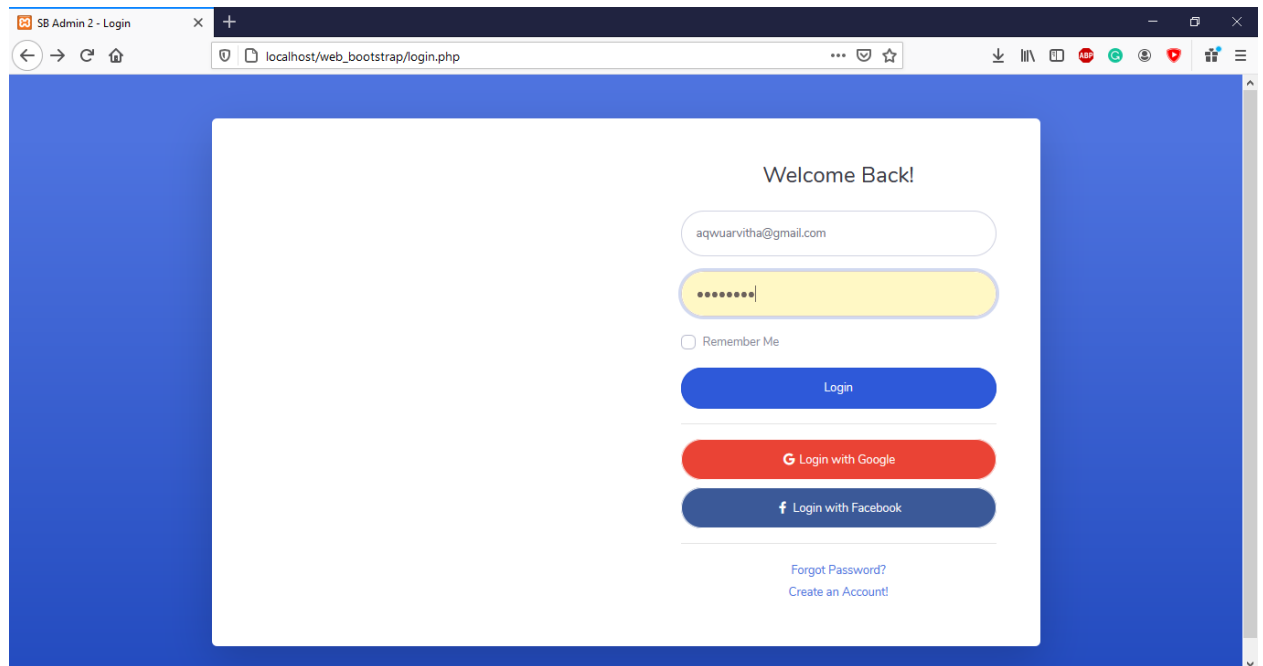 SB Admin 2 - Login
localhost/web_bootstrap/login.php
ABP
G
Welcome Back!
aqwuarvitha@gmail.com
••••••••
Remember Me
Login
G Login with Google
f Login with Facebook
Forgot Password?
Create an Account!